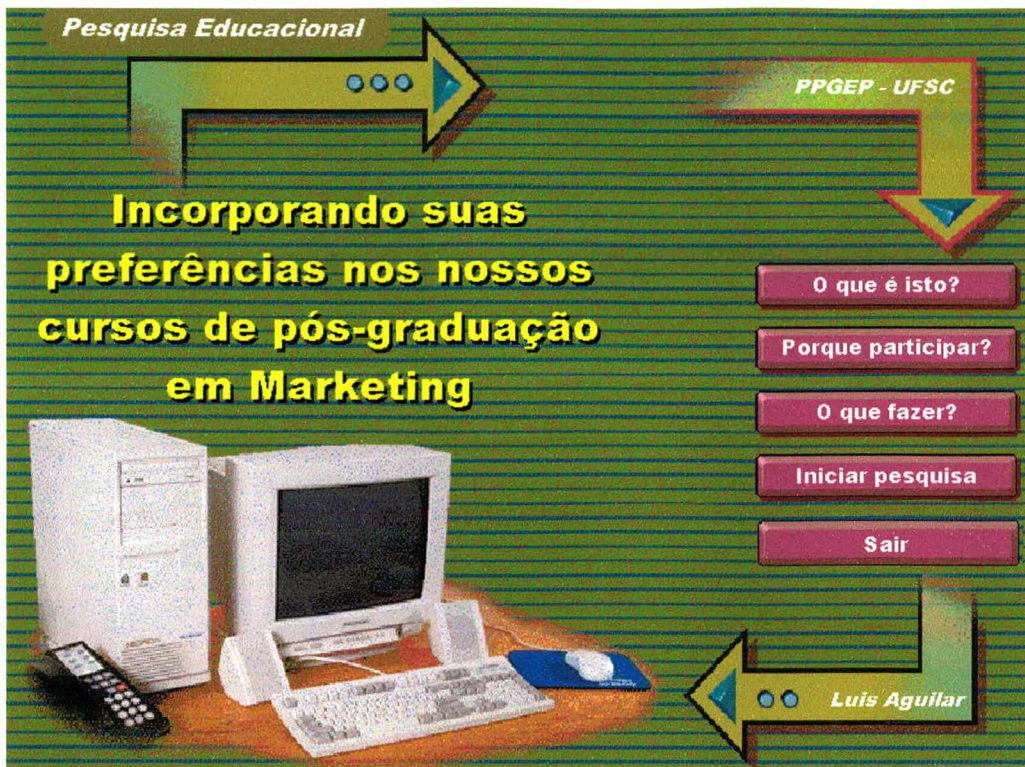 Pesquisa Educacional
PPGEP - UFSC
Incorporando suas
preferências nos nossos
cursos de pós-graduação
em Marketing
O que é isto?
Porque participar?
O que fazer?
Iniciar pesquisa
Sair
Luis Aguilar